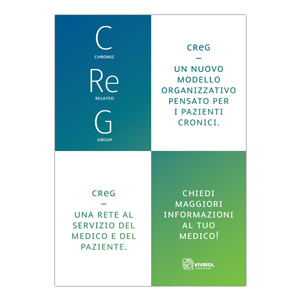 C
CHRONIC
Re
RELATED
G
GROUP
CReG
–
UN NUOVO
MODELLO
ORGANIZZATIVO
PENSATO PER
I PAZIENTI
CRONICI.
CReG
–
UNA RETE AL
SERVIZIO DEL
MEDICO E DEL
PAZIENTE.
CHIEDI
MAGGIORI
INFORMAZIONI
AL TUO
MEDICO!
VIVISOL